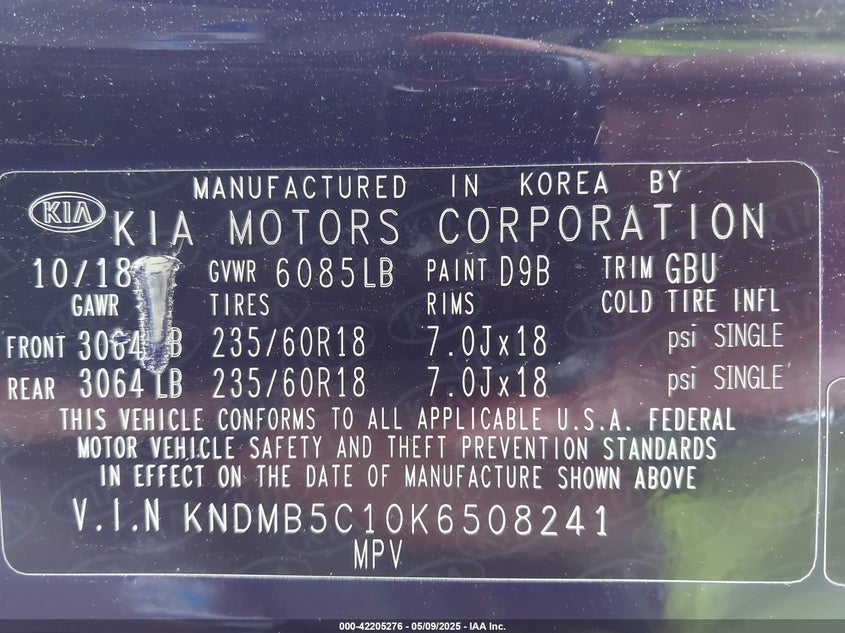 MANUFACTURED IN KOREA BY
KIA KIA MOTORS CORPORATION
10/18 GVWR 6085LB PAINT D9B TRIM GBU
GAWR TIRES RIMS COLD TIRE INFL
FRONT 3064 LB 235/60R18 7.0Jx18 psi SINGLE
REAR 3064 LB 235/60R18 7.0Jx18 psi SINGLE
THIS VEHICLE CONFORMS TO ALL APPLICABLE U.S.A. FEDERAL
MOTOR VEHICLE SAFETY AND THEFT PREVENTION STANDARDS
IN EFFECT ON THE DATE OF MANUFACTURE SHOWN ABOVE
V.I.N KNDMB5C10K6508241
MPV
000-42205276 - 05/09/2025 - IAA Inc.